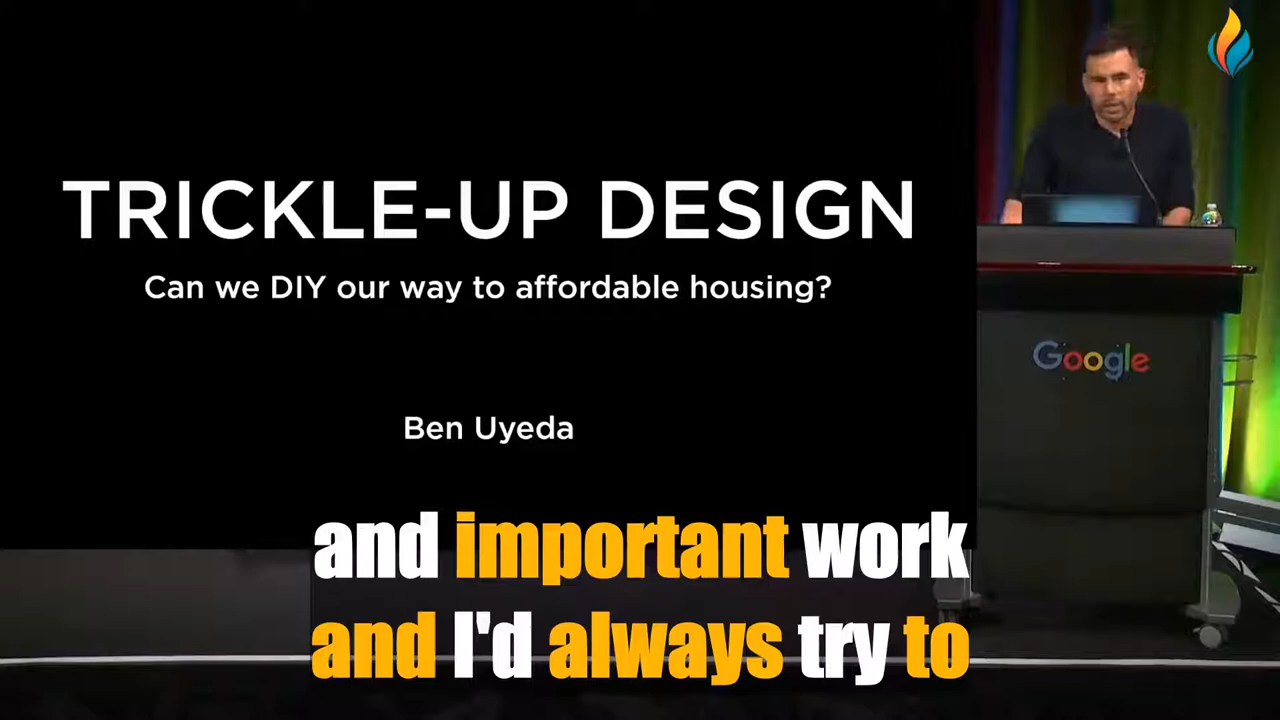 TRICKLE-UP DESIGN
Can we DIY our way to affordable housing?
Ben Uyeda
Google
and important work
and I'd always try to